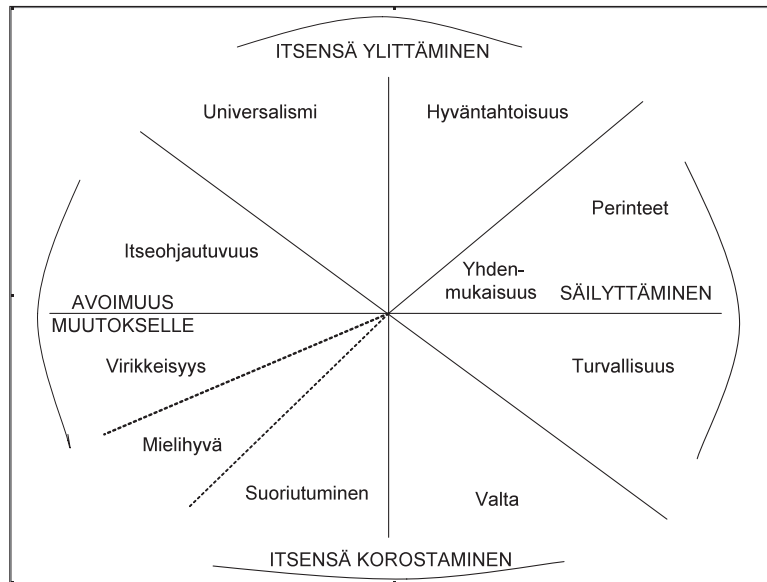 ITSENSÄ YLITTÄMINEN
Universalismi
Hyväntahtoisuus
Perinteet
Itseohjautuvuus
Yhden-
mukaisuus
SÄILYTTÄMINEN
AVOIMUUS
MUUTOKSELLE
Virikkeisyys
Turvallisuus
Mielihyvä
Suoriutuminen
Valta
ITSENSÄ KOROSTAMINEN